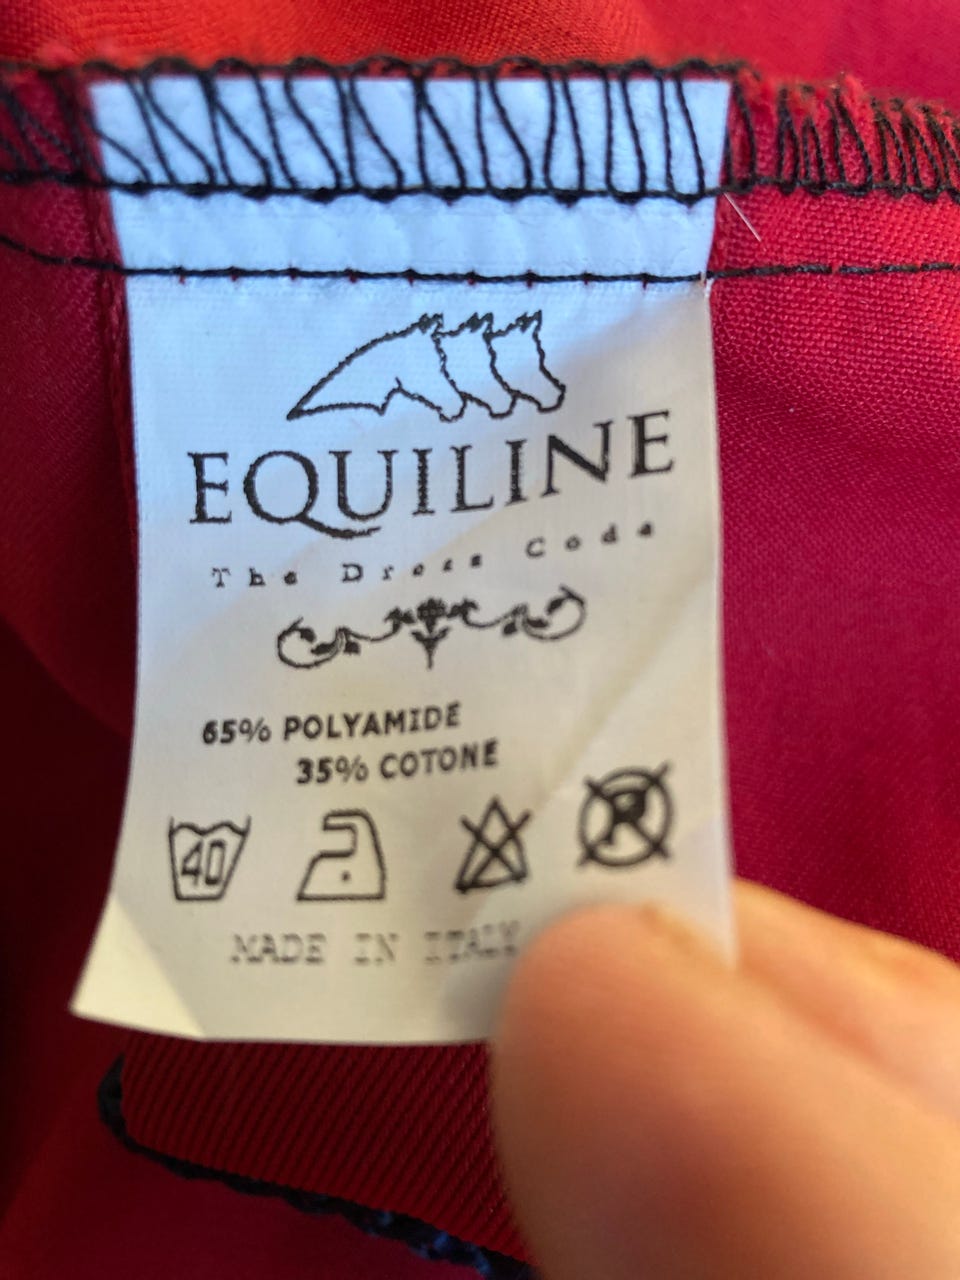 EQUILINE
The Dress Code
65% POLYAMIDE
35% COTONE
40
R
MADE IN ITALY